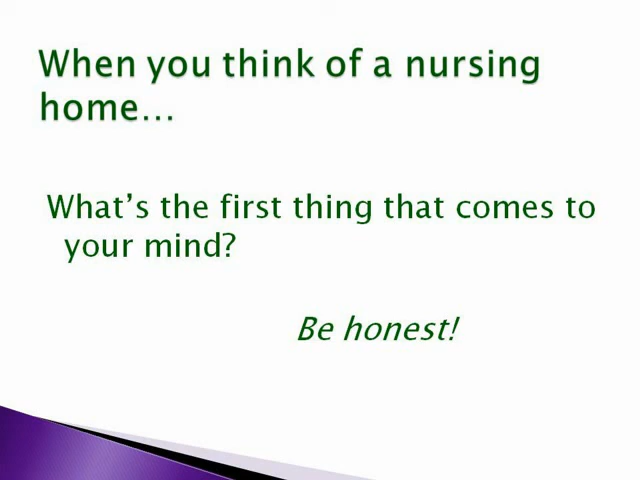 When you think of a nursing
home…
What’s the first thing that comes to
your mind?
Be honest!